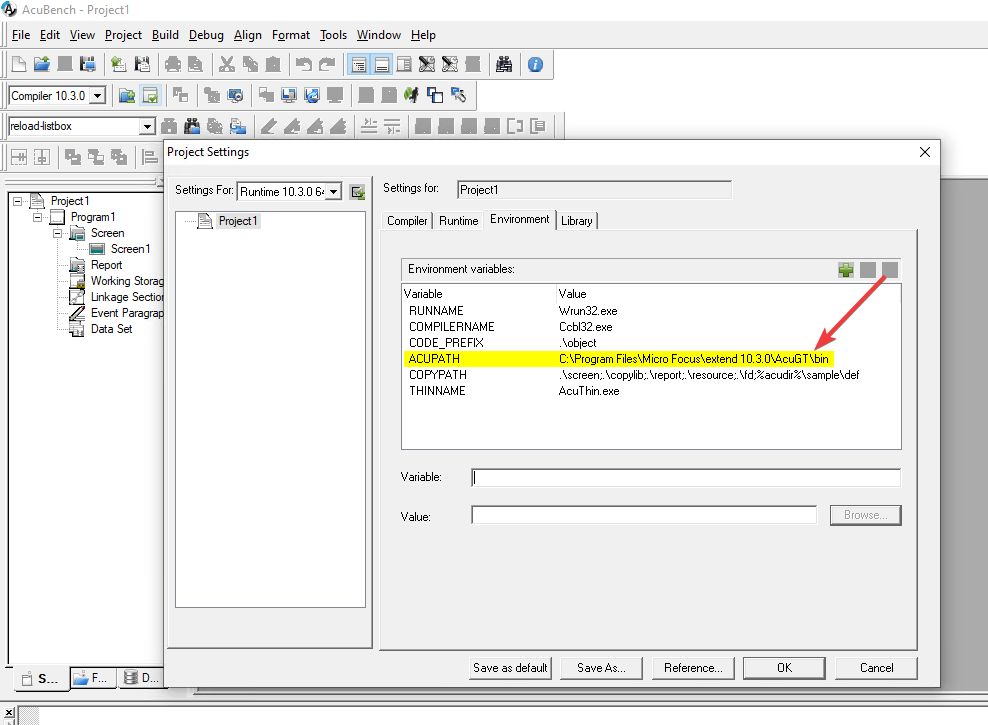 AcuBench - Project1
File Edit View Project Build Debug Align Format Tools Window Help
Compiler 10.3.0
reload-listbox
Project Settings
Settings For: Runtime 10.3.0 64
Settings for: Project1
Project1
Program1
Screen
Screen1
Report
Working Storag
Linkage Section
Event Paragrap
Data Set
Project1
Compiler Runtime Environment Library
Environment variables:
Variable Value
RUNNAME Wrun32.exe
COMPILERNAME Ccbl32.exe
CODE_PREFIX .\object
ACUPATH C:\Program Files\Micro Focus\extend 10.3.0\AcuGT\bin
COPYPATH .\screen;.\copylib;.\report;.\resource;.\fd;%acudir%\sample\def
THINNAME AcuThin.exe
Variable:
Value: Browse...
Save as default Save As... Reference... OK Cancel
S... F... D...